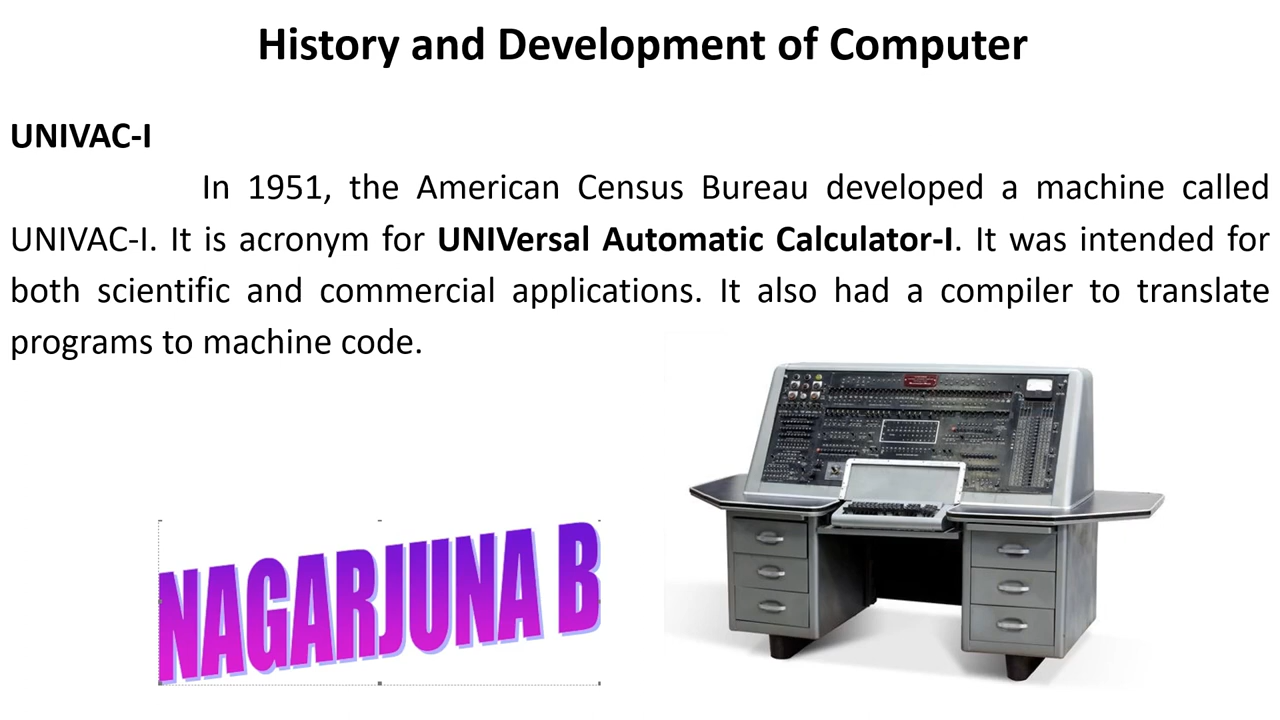 History and Development of Computer
UNIVAC-I
In 1951, the American Census Bureau developed a machine called
UNIVAC-I. It is acronym for UNIVersal Automatic Calculator-I. It was intended for
both scientific and commercial applications. It also had a compiler to translate
programs to machine code.
NAGARJUNA B